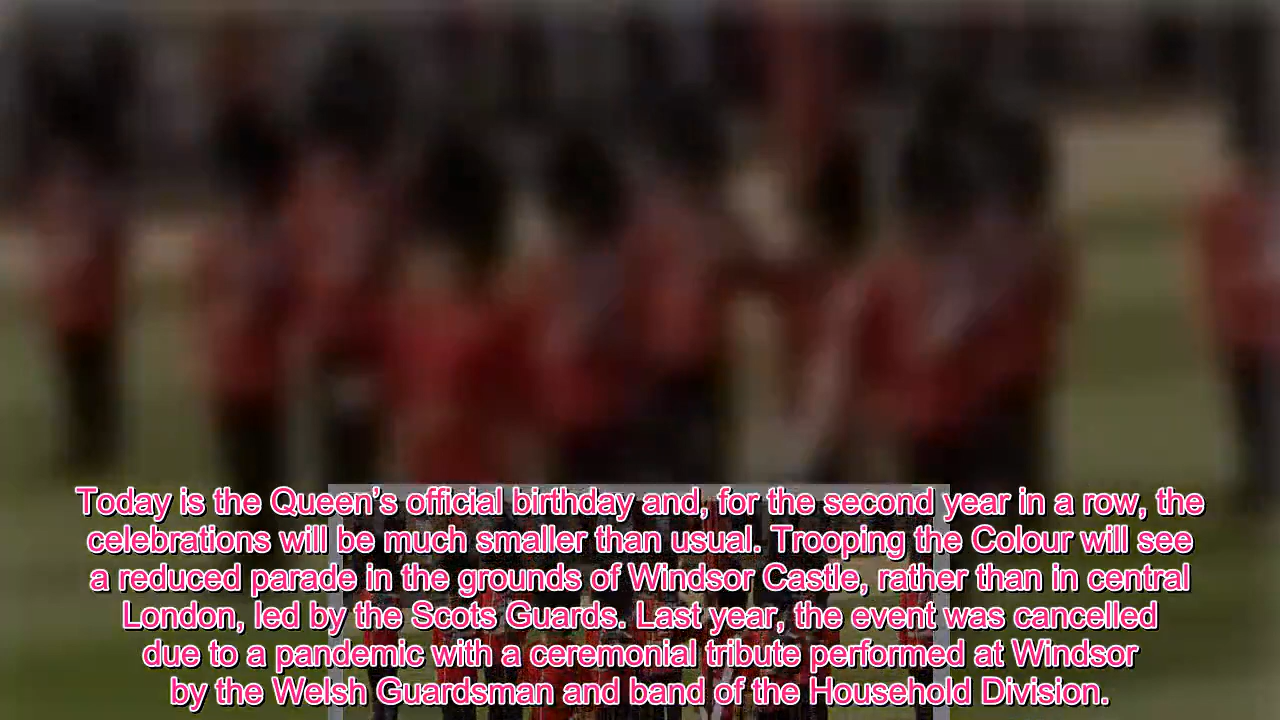 Today is the Queen’s official birthday and, for the second year in a row, the
celebrations will be much smaller than usual. Trooping the Colour will see
a reduced parade in the grounds of Windsor Castle, rather than in central
London, led by the Scots Guards. Last year, the event was cancelled
due to a pandemic with a ceremonial tribute performed at Windsor
by the Welsh Guardsman and band of the Household Division.